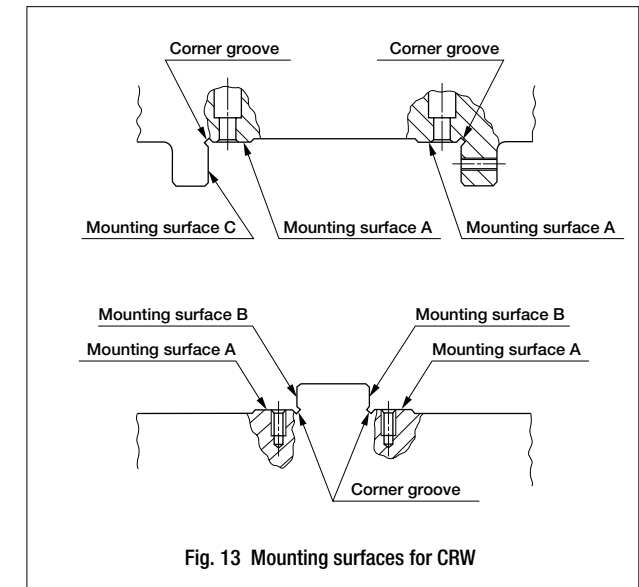 Corner groove
Corner groove
Mounting surface C
Mounting surface A
Mounting surface A
Mounting surface B
Mounting surface B
Mounting surface A
Mounting surface A
Corner groove
Fig. 13 Mounting surfaces for CRW